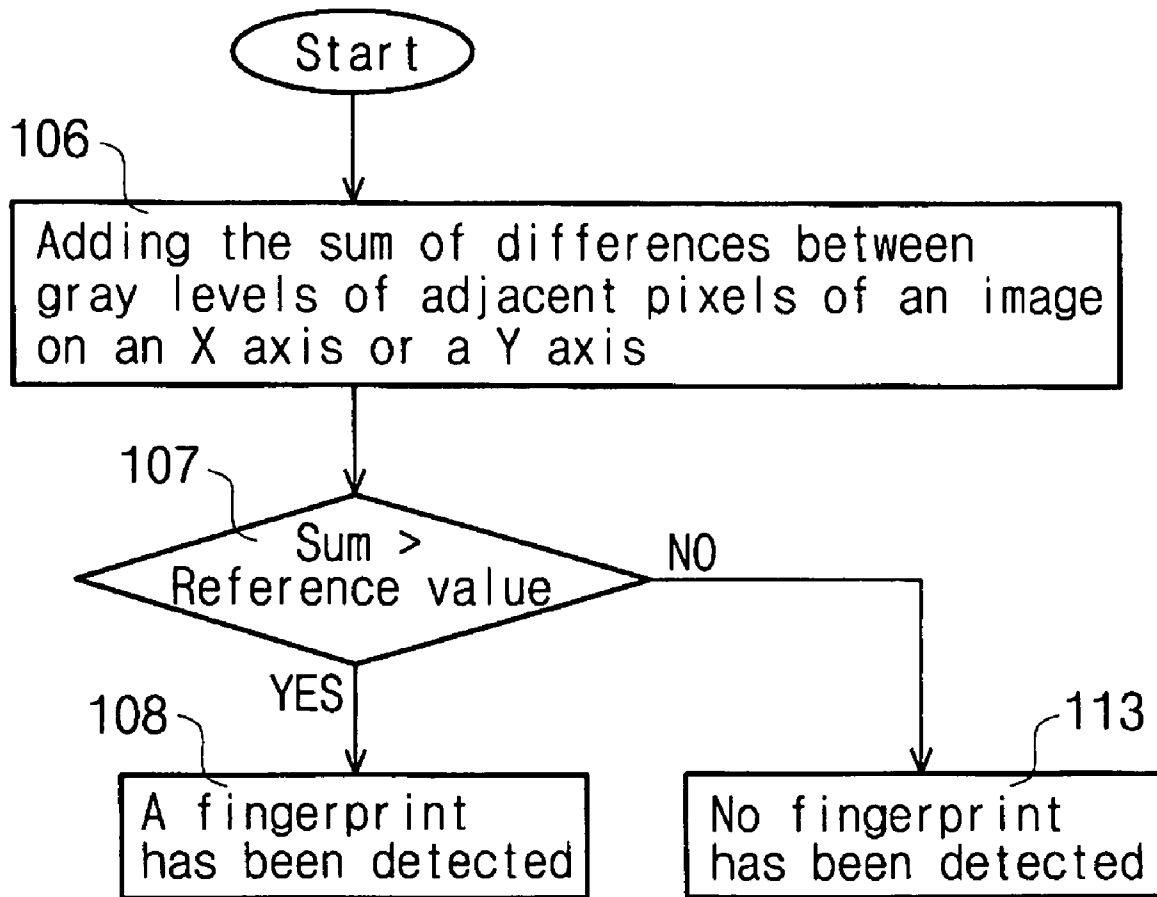 Start
106
Adding the sum of differences between
gray levels of adjacent pixels of an image
on an X axis or a Y axis
107
Sum >
Reference value
NO
YES
108
113
A fingerprint
has been detected
No fingerprint
has been detected